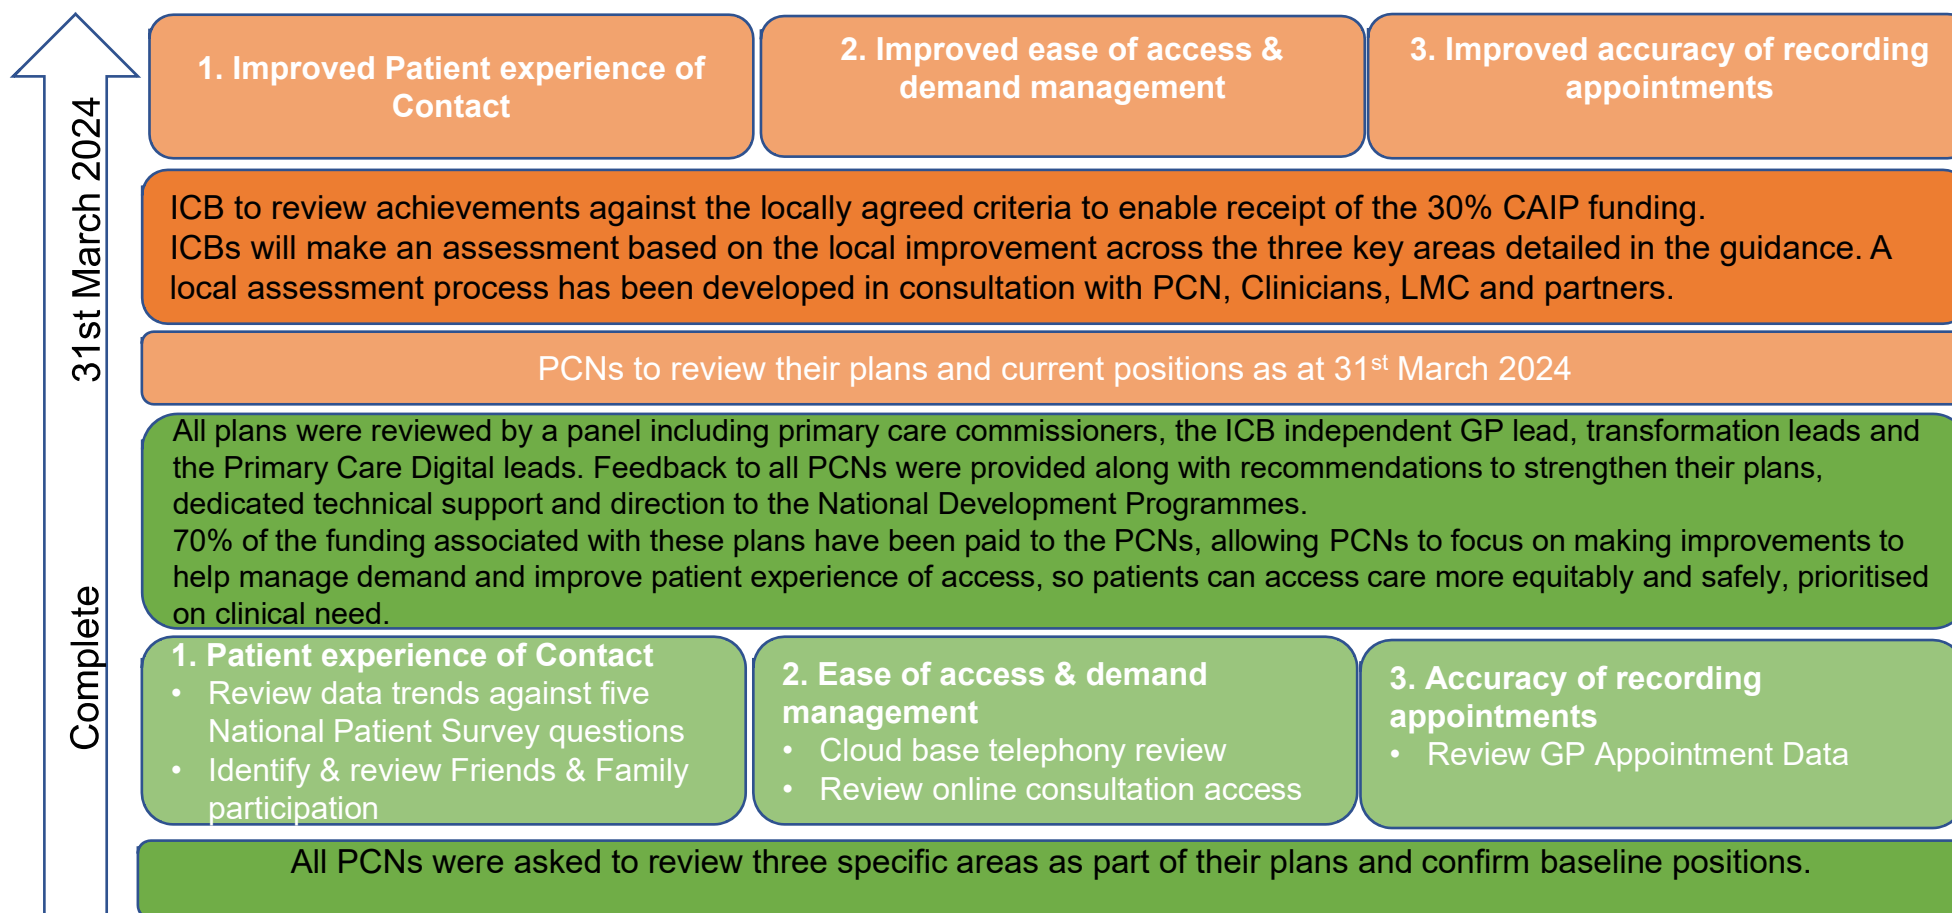 31st March 2024
Complete
1. Improved Patient experience of
Contact
2. Improved ease of access &
demand management
3. Improved accuracy of recording
appointments
ICB to review achievements against the locally agreed criteria to enable receipt of the 30% CAIP funding.
ICBs will make an assessment based on the local improvement across the three key areas detailed in the guidance. A
local assessment process has been developed in consultation with PCN, Clinicians, LMC and partners.
PCNs to review their plans and current positions as at 31st March 2024
All plans were reviewed by a panel including primary care commissioners, the ICB independent GP lead, transformation leads and
the Primary Care Digital leads. Feedback to all PCNs were provided along with recommendations to strengthen their plans,
dedicated technical support and direction to the National Development Programmes.
70% of the funding associated with these plans have been paid to the PCNs, allowing PCNs to focus on making improvements to
help manage demand and improve patient experience of access, so patients can access care more equitably and safely, prioritised
on clinical need.
1. Patient experience of Contact
• Review data trends against five
National Patient Survey questions
• Identify & review Friends & Family
participation
2. Ease of access & demand
management
• Cloud base telephony review
• Review online consultation access
3. Accuracy of recording
appointments
• Review GP Appointment Data
All PCNs were asked to review three specific areas as part of their plans and confirm baseline positions.